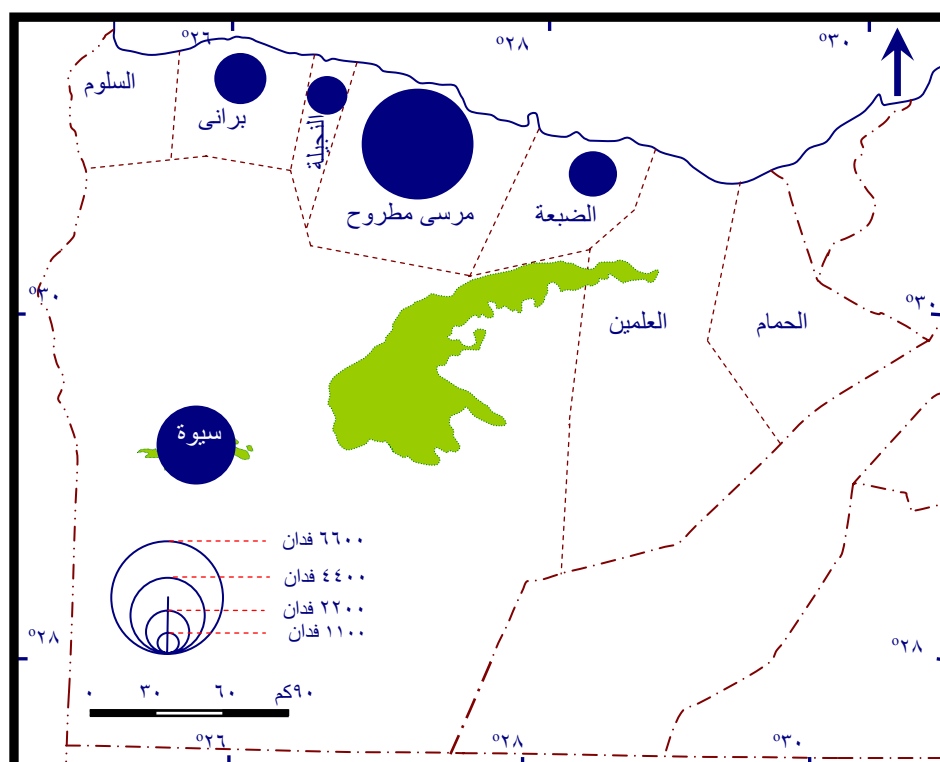 °٢٦
°٢٨
°٣٠
السلوم
برانى
النجيلة
مرسى مطروح
الضبعة
°٣٠
°٣٠
العلمين
الحمام
سيوة
٦٦٠٠ فدان
٤٤٠٠ فدان
٢٢٠٠ فدان
١١٠٠ فدان
°٢٨
°٢٨
٠ ٣٠ ٦٠ ٩٠كم
°٢٦
°٢٨
°٣٠